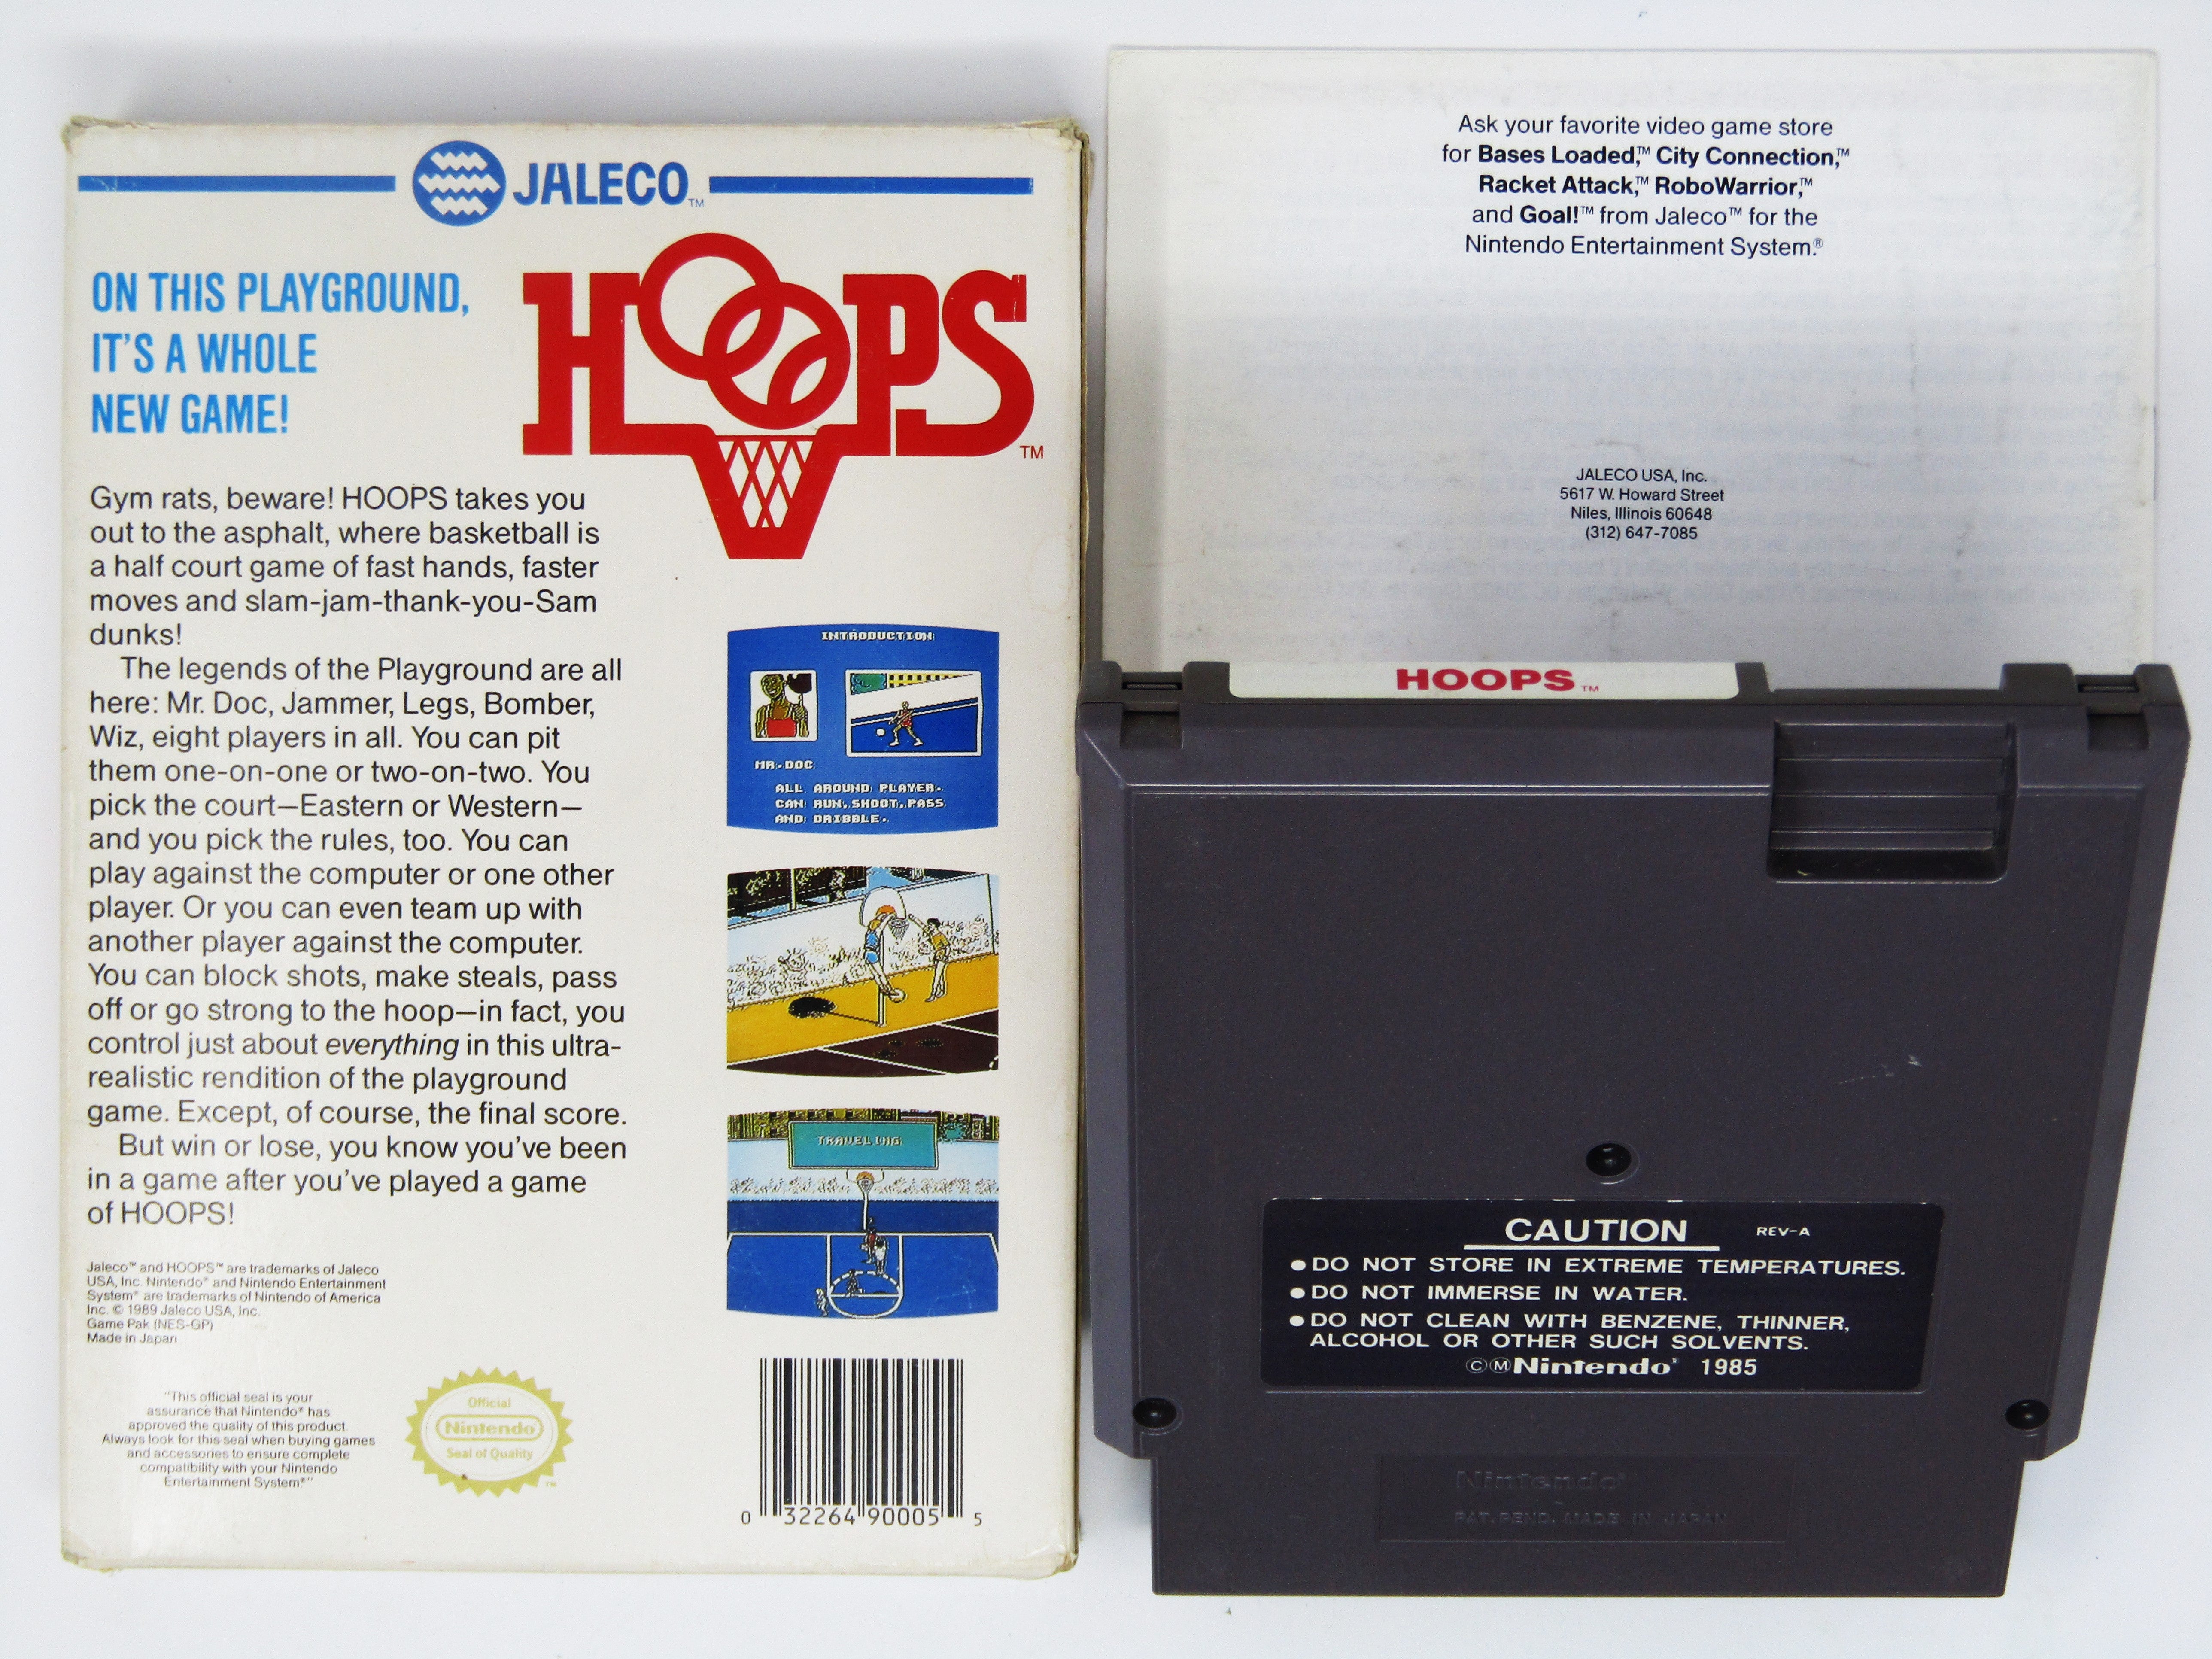 JALECO™
HOOPS™
ON THIS PLAYGROUND,
IT'S A WHOLE
NEW GAME!
Gym rats, beware! HOOPS takes you
out to the asphalt, where basketball is
a half court game of fast hands, faster
moves and slam-jam-thank-you-Sam
dunks!
The legends of the Playground are all
here: Mr. Doc, Jammer, Legs, Bomber,
Wiz, eight players in all. You can pit
them one-on-one or two-on-two. You
pick the court—Eastern or Western—
and you pick the rules, too. You can
play against the computer or one other
player. Or you can even team up with
another player against the computer.
You can block shots, make steals, pass
off or go strong to the hoop—in fact, you
control just about everything in this ultra-
realistic rendition of the playground
game. Except, of course, the final score.
But win or lose, you know you've been
in a game after you've played a game
of HOOPS!
INTRODUCTION
MR.DOC
ALL AROUND PLAYER.
CAN RUN,SHOOT,PASS
AND DRIBBLE.
TRAVELING
Jaleco™ and HOOPS™ are trademarks of Jaleco
USA, Inc. Nintendo® and Nintendo Entertainment
System® are trademarks of Nintendo of America
Inc. © 1989 Jaleco USA, Inc.
Game Pak (NES-GP)
Made in Japan
"This official seal is your
assurance that Nintendo® has
approved the quality of this product.
Always look for this seal when buying games
and accessories to ensure complete
compatibility with your Nintendo
Entertainment System®"
Official
Nintendo
Seal of Quality
™
0 32264 90005 5
Ask your favorite video game store
for Bases Loaded,™ City Connection,™
Racket Attack,™ RoboWarrior,™
and Goal!™ from Jaleco™ for the
Nintendo Entertainment System®
JALECO USA, Inc.
5617 W. Howard Street
Niles, Illinois 60648
(312) 647-7085
HOOPS™
CAUTION REV-A
●DO NOT STORE IN EXTREME TEMPERATURES.
●DO NOT IMMERSE IN WATER.
●DO NOT CLEAN WITH BENZENE, THINNER,
ALCOHOL OR OTHER SUCH SOLVENTS.
ⒸⓂNintendo® 1985
Nintendo®
PAT. PEND. MADE IN JAPAN